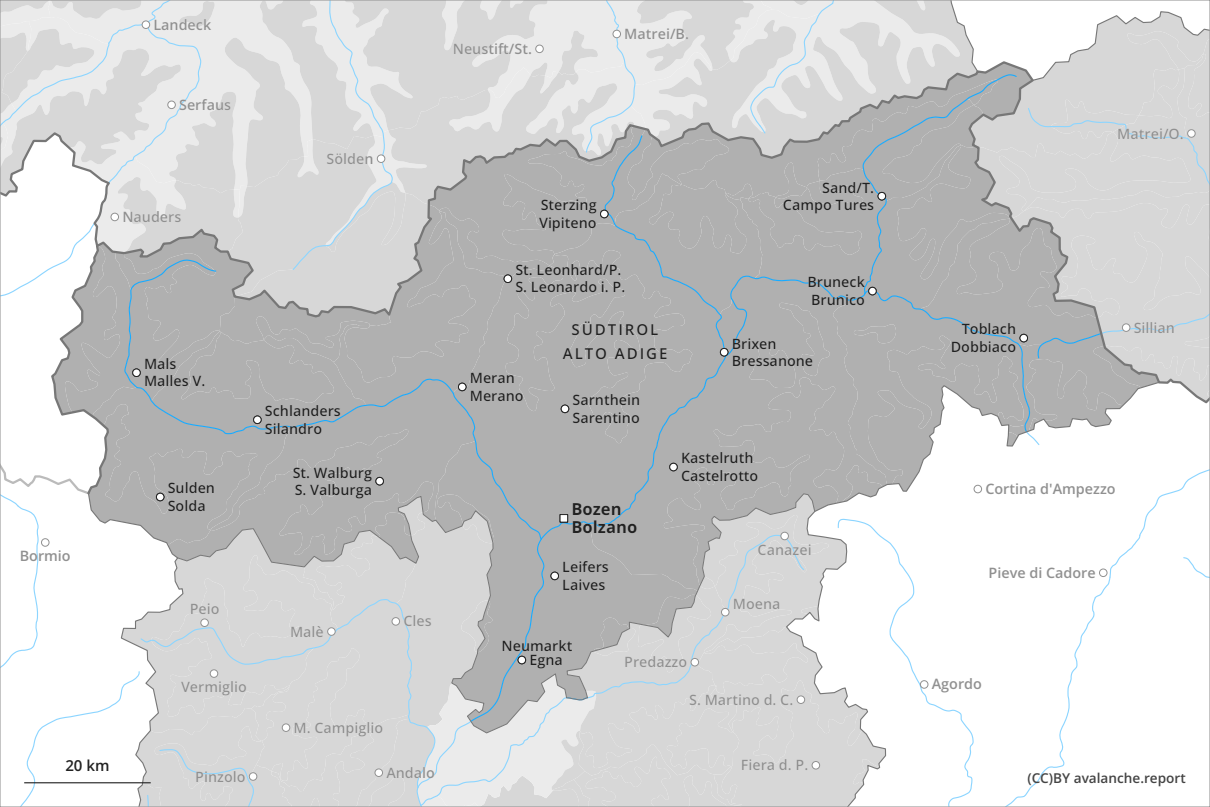 Landeck
Matrei/B.
Neustift/St.
Serfaus
Matrei/O.
Sölden
Sand/T.
Campo Tures
Nauders
Sterzing
Vipiteno
St. Leonhard/P.
S. Leonardo i. P.
Bruneck
Brunico
SÜDTIROL
ALTO ADIGE
Toblach
Dobbiaco
Sillian
Brixen
Bressanone
Mals
Malles V.
Meran
Merano
Sarnthein
Sarentino
Schlanders
Silandro
Kastelruth
Castelrotto
St. Walburg
S. Valburga
Sulden
Solda
Cortina d'Ampezzo
Bozen
Bolzano
Bormio
Canazei
Leifers
Laives
Pieve di Cadore
Peio
Moena
Malè
Cles
Neumarkt
Egna
Predazzo
Vermiglio
Agordo
S. Martino d. C.
M. Campiglio
Fiera d. P.
20 km
Pinzolo
Andalo
(CC)BY avalanche.report